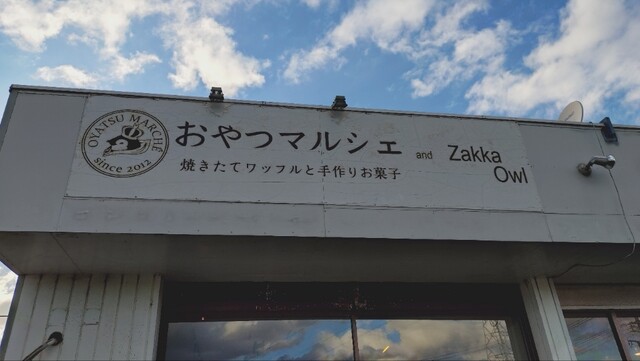 OYATSU MARCHÉ
since 2012
おやつマルシェ and Zakka
Owl
焼きたてワッフルと手作りお菓子